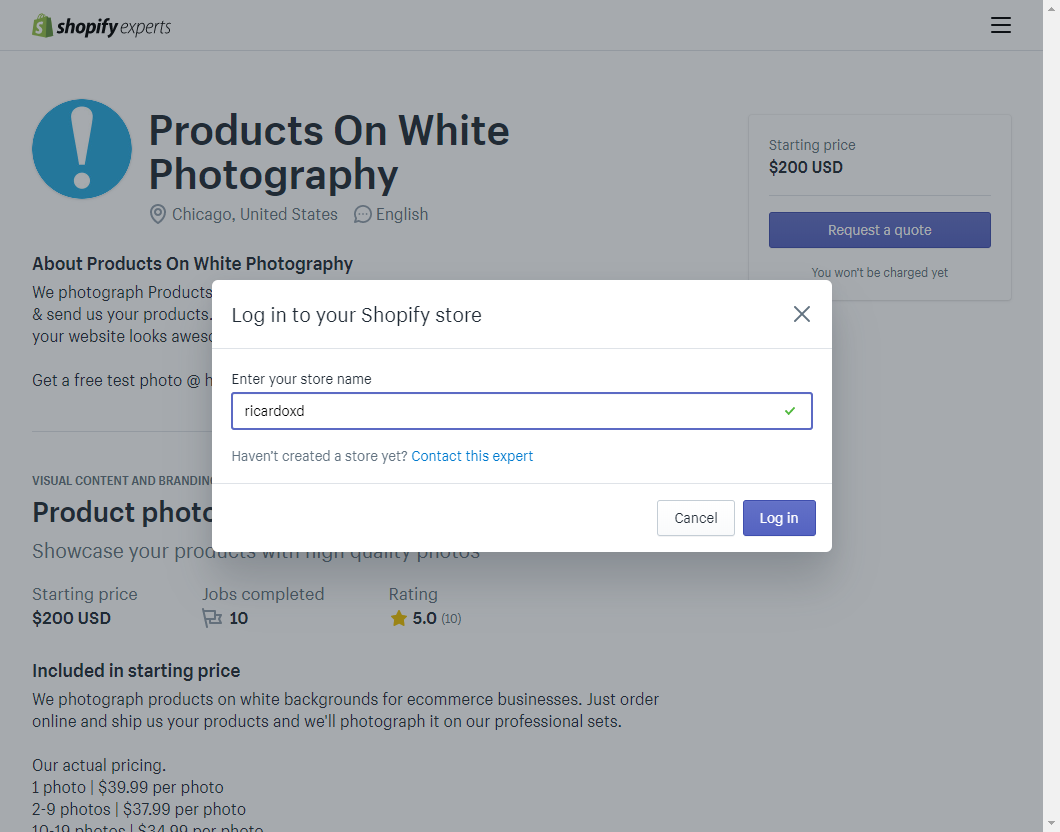 shopify experts
Products On White
Photography
Chicago, United States English
Starting price
$200 USD
Request a quote
You won't be charged yet
About Products On White Photography
We photograph Products
& send us your products.
your website looks
Get a free test photo @
Log in to your Shopify store
Enter your store name
ricardoxd
Haven't created a store yet? Contact this expert
Cancel Log in
VISUAL CONTENT AND BRANDING
Product
Showcase your products with high quality photos
Starting price Jobs completed Rating
$200 USD 10 5.0 (10)
Included in starting price
We photograph products on white backgrounds for ecommerce businesses. Just order
online and ship us your products and we'll photograph it on our professional sets.
Our actual pricing.
1 photo | $39.99 per photo
2-9 photos | $37.99 per photo
10-19 photos | $34.99 per photo